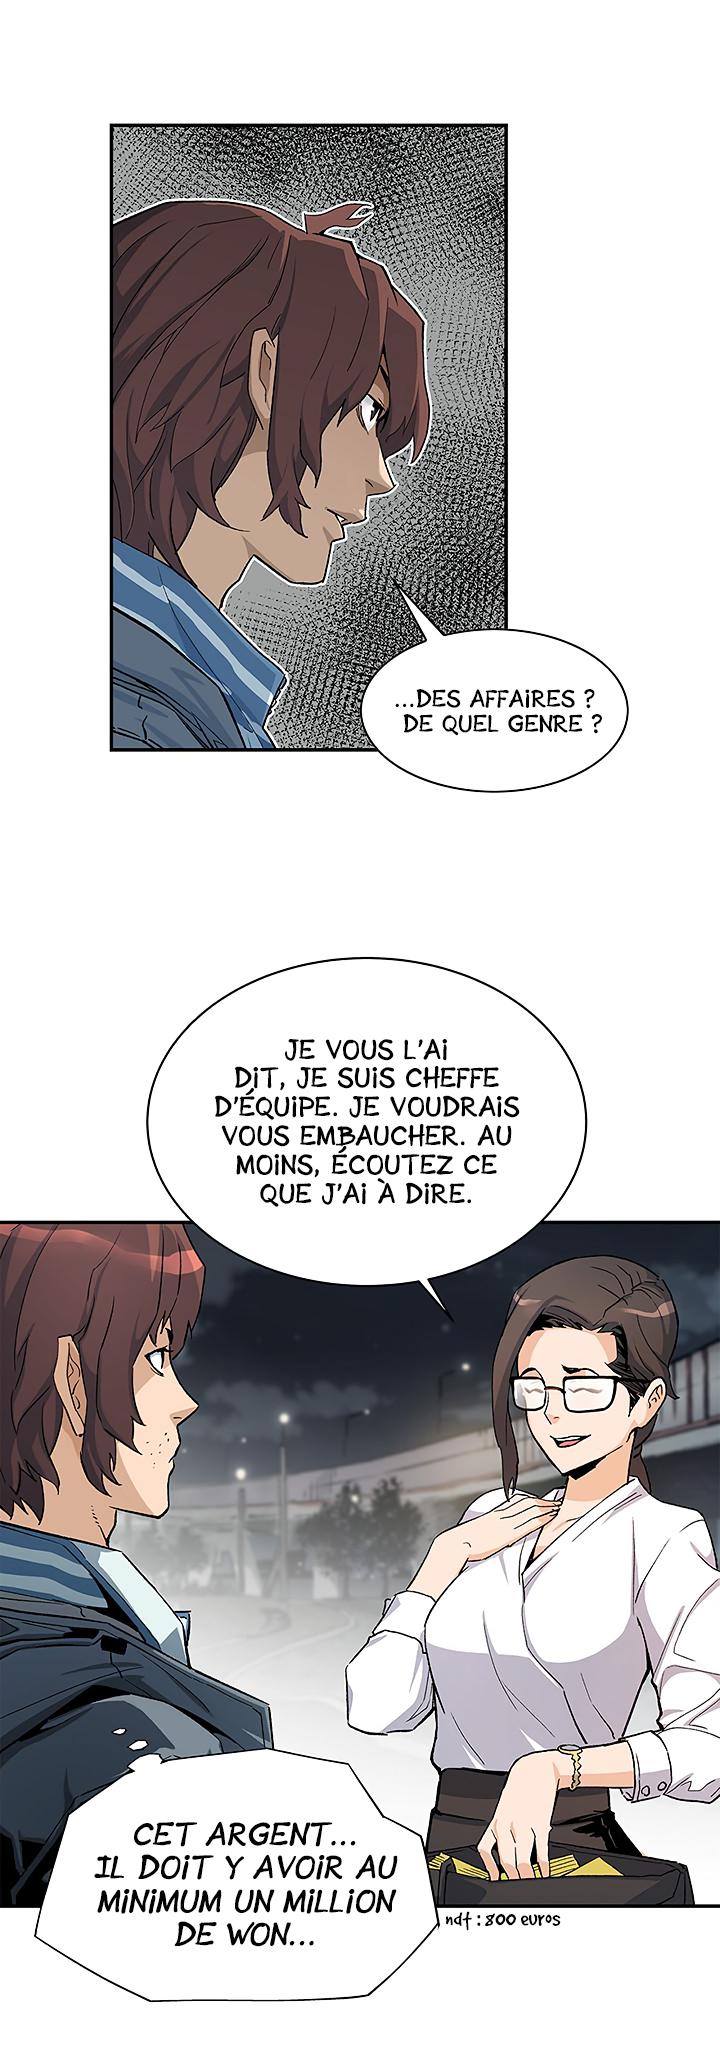 ...DES AFFAIRES ?
DE QUEL GENRE ?
JE VOUS L'AI
DIT, JE SUIS CHEFFE
D'ÉQUIPE. JE VOUDRAIS
VOUS EMBAUCHER. AU
MOINS, ÉCOUTEZ CE
QUE J'AI À DIRE.
CET ARGENT...
IL DOIT Y AVOIR AU
MINIMUM UN MILLION
DE WON...
ndt : 800 euros